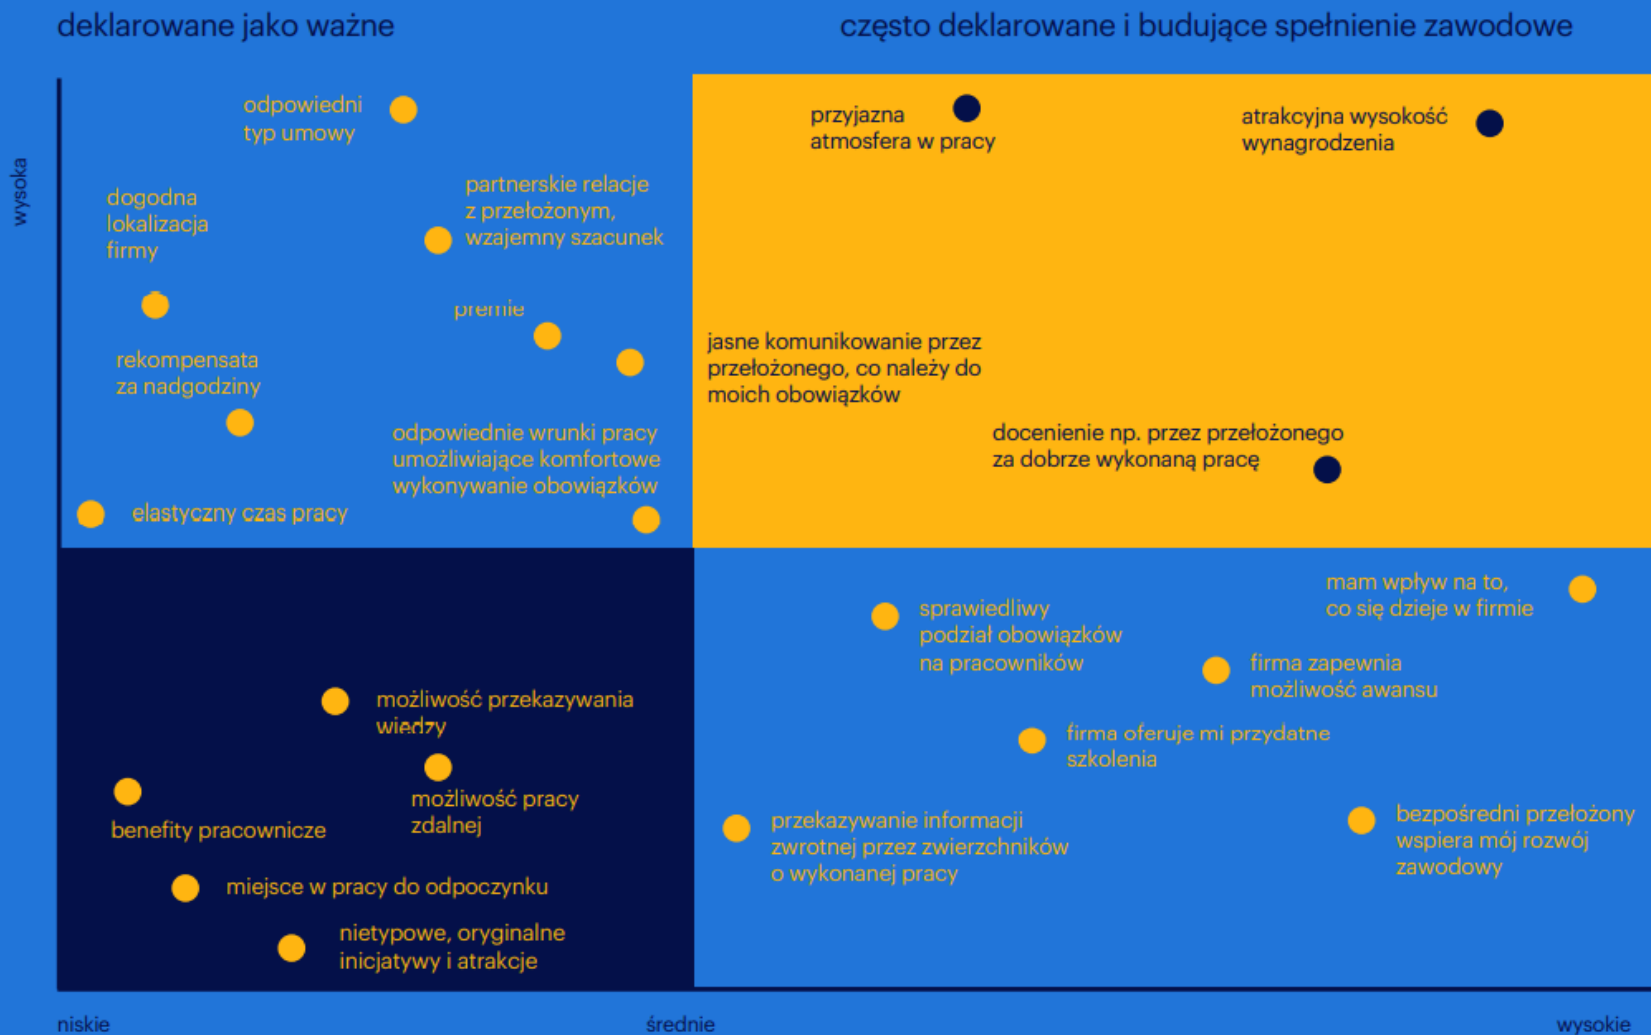 deklarowane jako ważne
często deklarowane i budujące spełnienie zawodowe
wysoka
odpowiedni
typ umowy
przyjazna
atmosfera w pracy
atrakcyjna wysokość
wynagrodzenia
dogodna
lokalizacja
firmy
partnerskie relacje
z przełożonym,
wzajemny szacunek
premie
rekompensata
za nadgodziny
jasne komunikowanie przez
przełożonego, co należy do
moich obowiązków
odpowiednie wrunki pracy
umożliwiające komfortowe
wykonywanie obowiązków
docenienie np. przez przełożonego
za dobrze wykonaną pracę
elastyczny czas pracy
mam wpływ na to,
co się dzieje w firmie
sprawiedliwy
podział obowiązków
na pracowników
firma zapewnia
możliwość awansu
możliwość przekazywania
wiedzy
firma oferuje mi przydatne
szkolenia
możliwość pracy
zdalnej
benefity pracownicze
przekazywanie informacji
zwrotnej przez zwierzchników
o wykonanej pracy
bezpośredni przełożony
wspiera mój rozwój
zawodowy
miejsce w pracy do odpoczynku
nietypowe, oryginalne
inicjatywy i atrakcje
niskie
średnie
wysokie